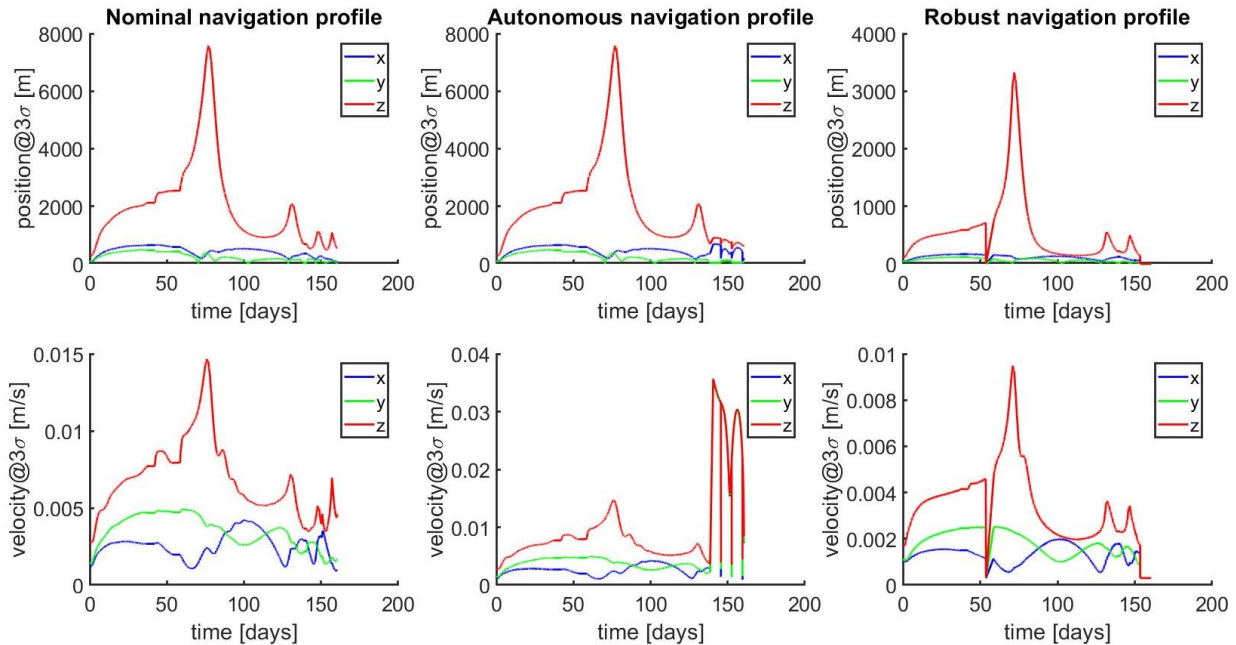 Nominal navigation profile
position@3σ [m]
8000
6000
4000
2000
0
0 50 100 150 200
time [days]
x
y
z
Autonomous navigation profile
position@3σ [m]
8000
6000
4000
2000
0
0 50 100 150 200
time [days]
x
y
z
Robust navigation profile
position@3σ [m]
4000
3000
2000
1000
0
0 50 100 150 200
time [days]
x
y
z
velocity@3σ [m/s]
0.015
0.01
0.005
0
0 50 100 150 200
time [days]
x
y
z
velocity@3σ [m/s]
0.04
0.03
0.02
0.01
0
0 50 100 150 200
time [days]
x
y
z
velocity@3σ [m/s]
0.01
0.008
0.006
0.004
0.002
0
0 50 100 150 200
time [days]
x
y
z